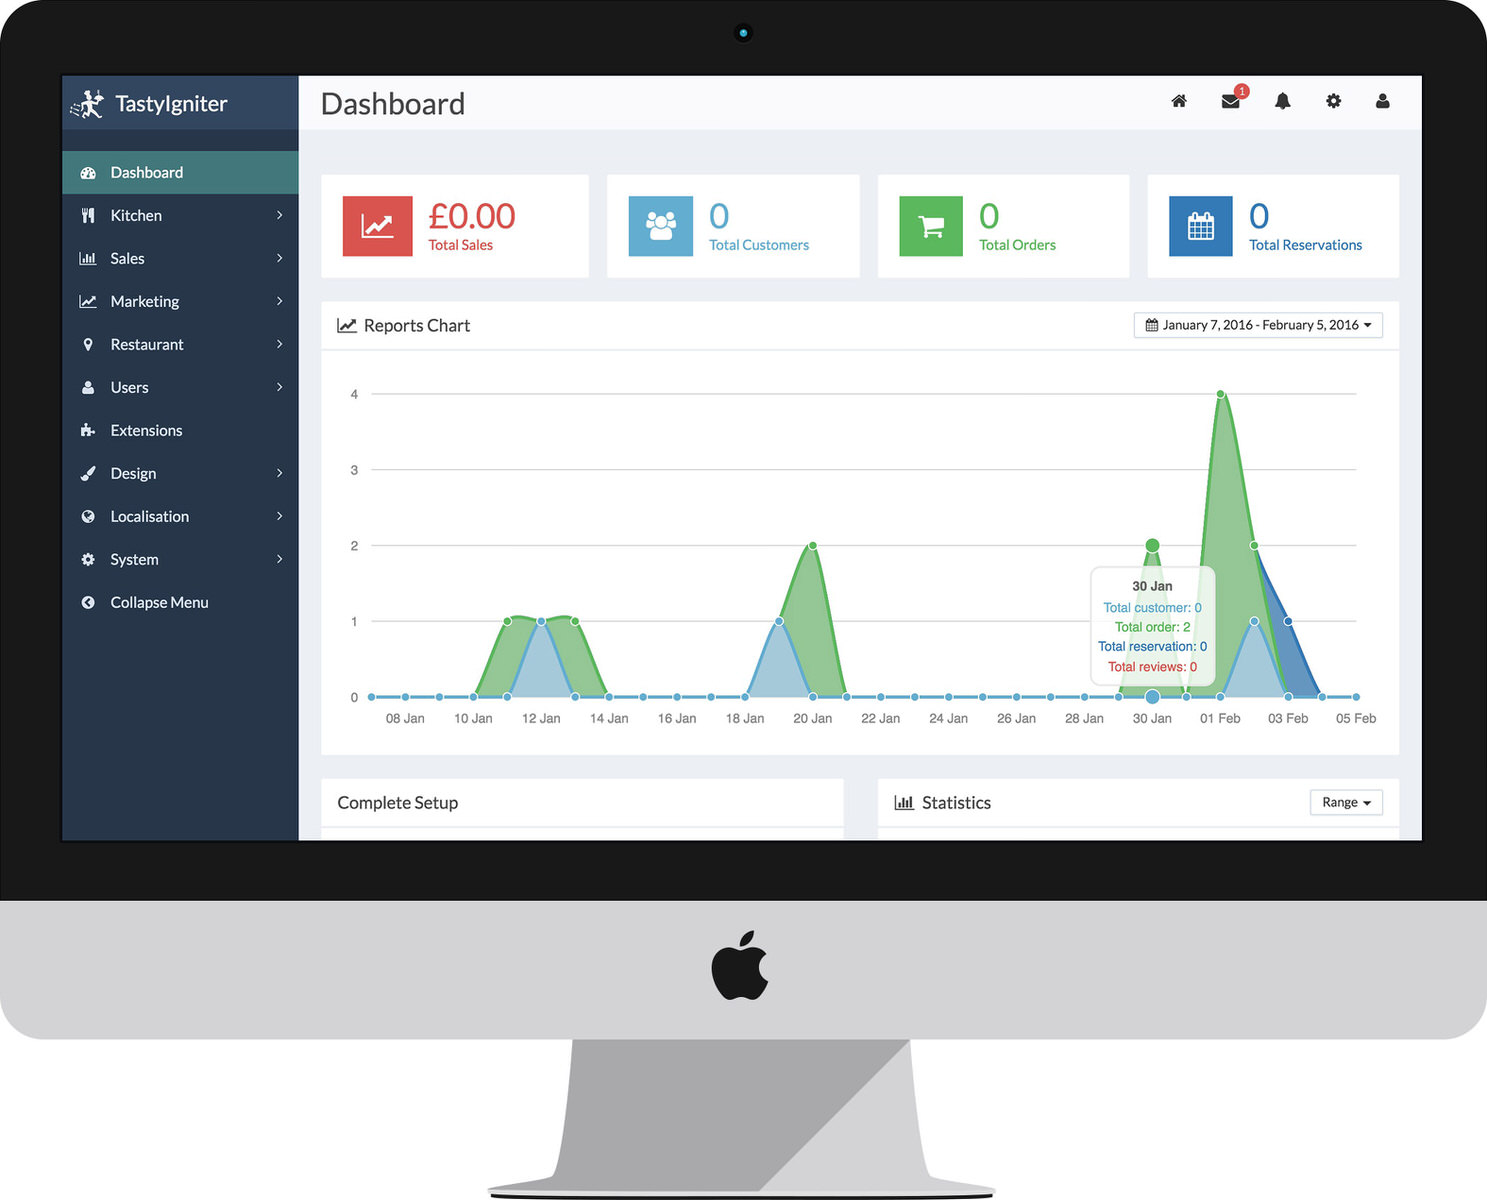 TastyIgniter
Dashboard
1
Dashboard
Kitchen
Sales
Marketing
Restaurant
Users
Extensions
Design
Localisation
System
Collapse Menu
£0.00
Total Sales
0
Total Customers
0
Total Orders
0
Total Reservations
Reports Chart
January 7, 2016 - February 5, 2016
4
3
2
1
0
30 Jan
Total customer: 0
Total order: 2
Total reservation: 0
Total reviews: 0
08 Jan 10 Jan 12 Jan 14 Jan 16 Jan 18 Jan 20 Jan 22 Jan 24 Jan 26 Jan 28 Jan 30 Jan 01 Feb 03 Feb 05 Feb
Complete Setup
Statistics
Range